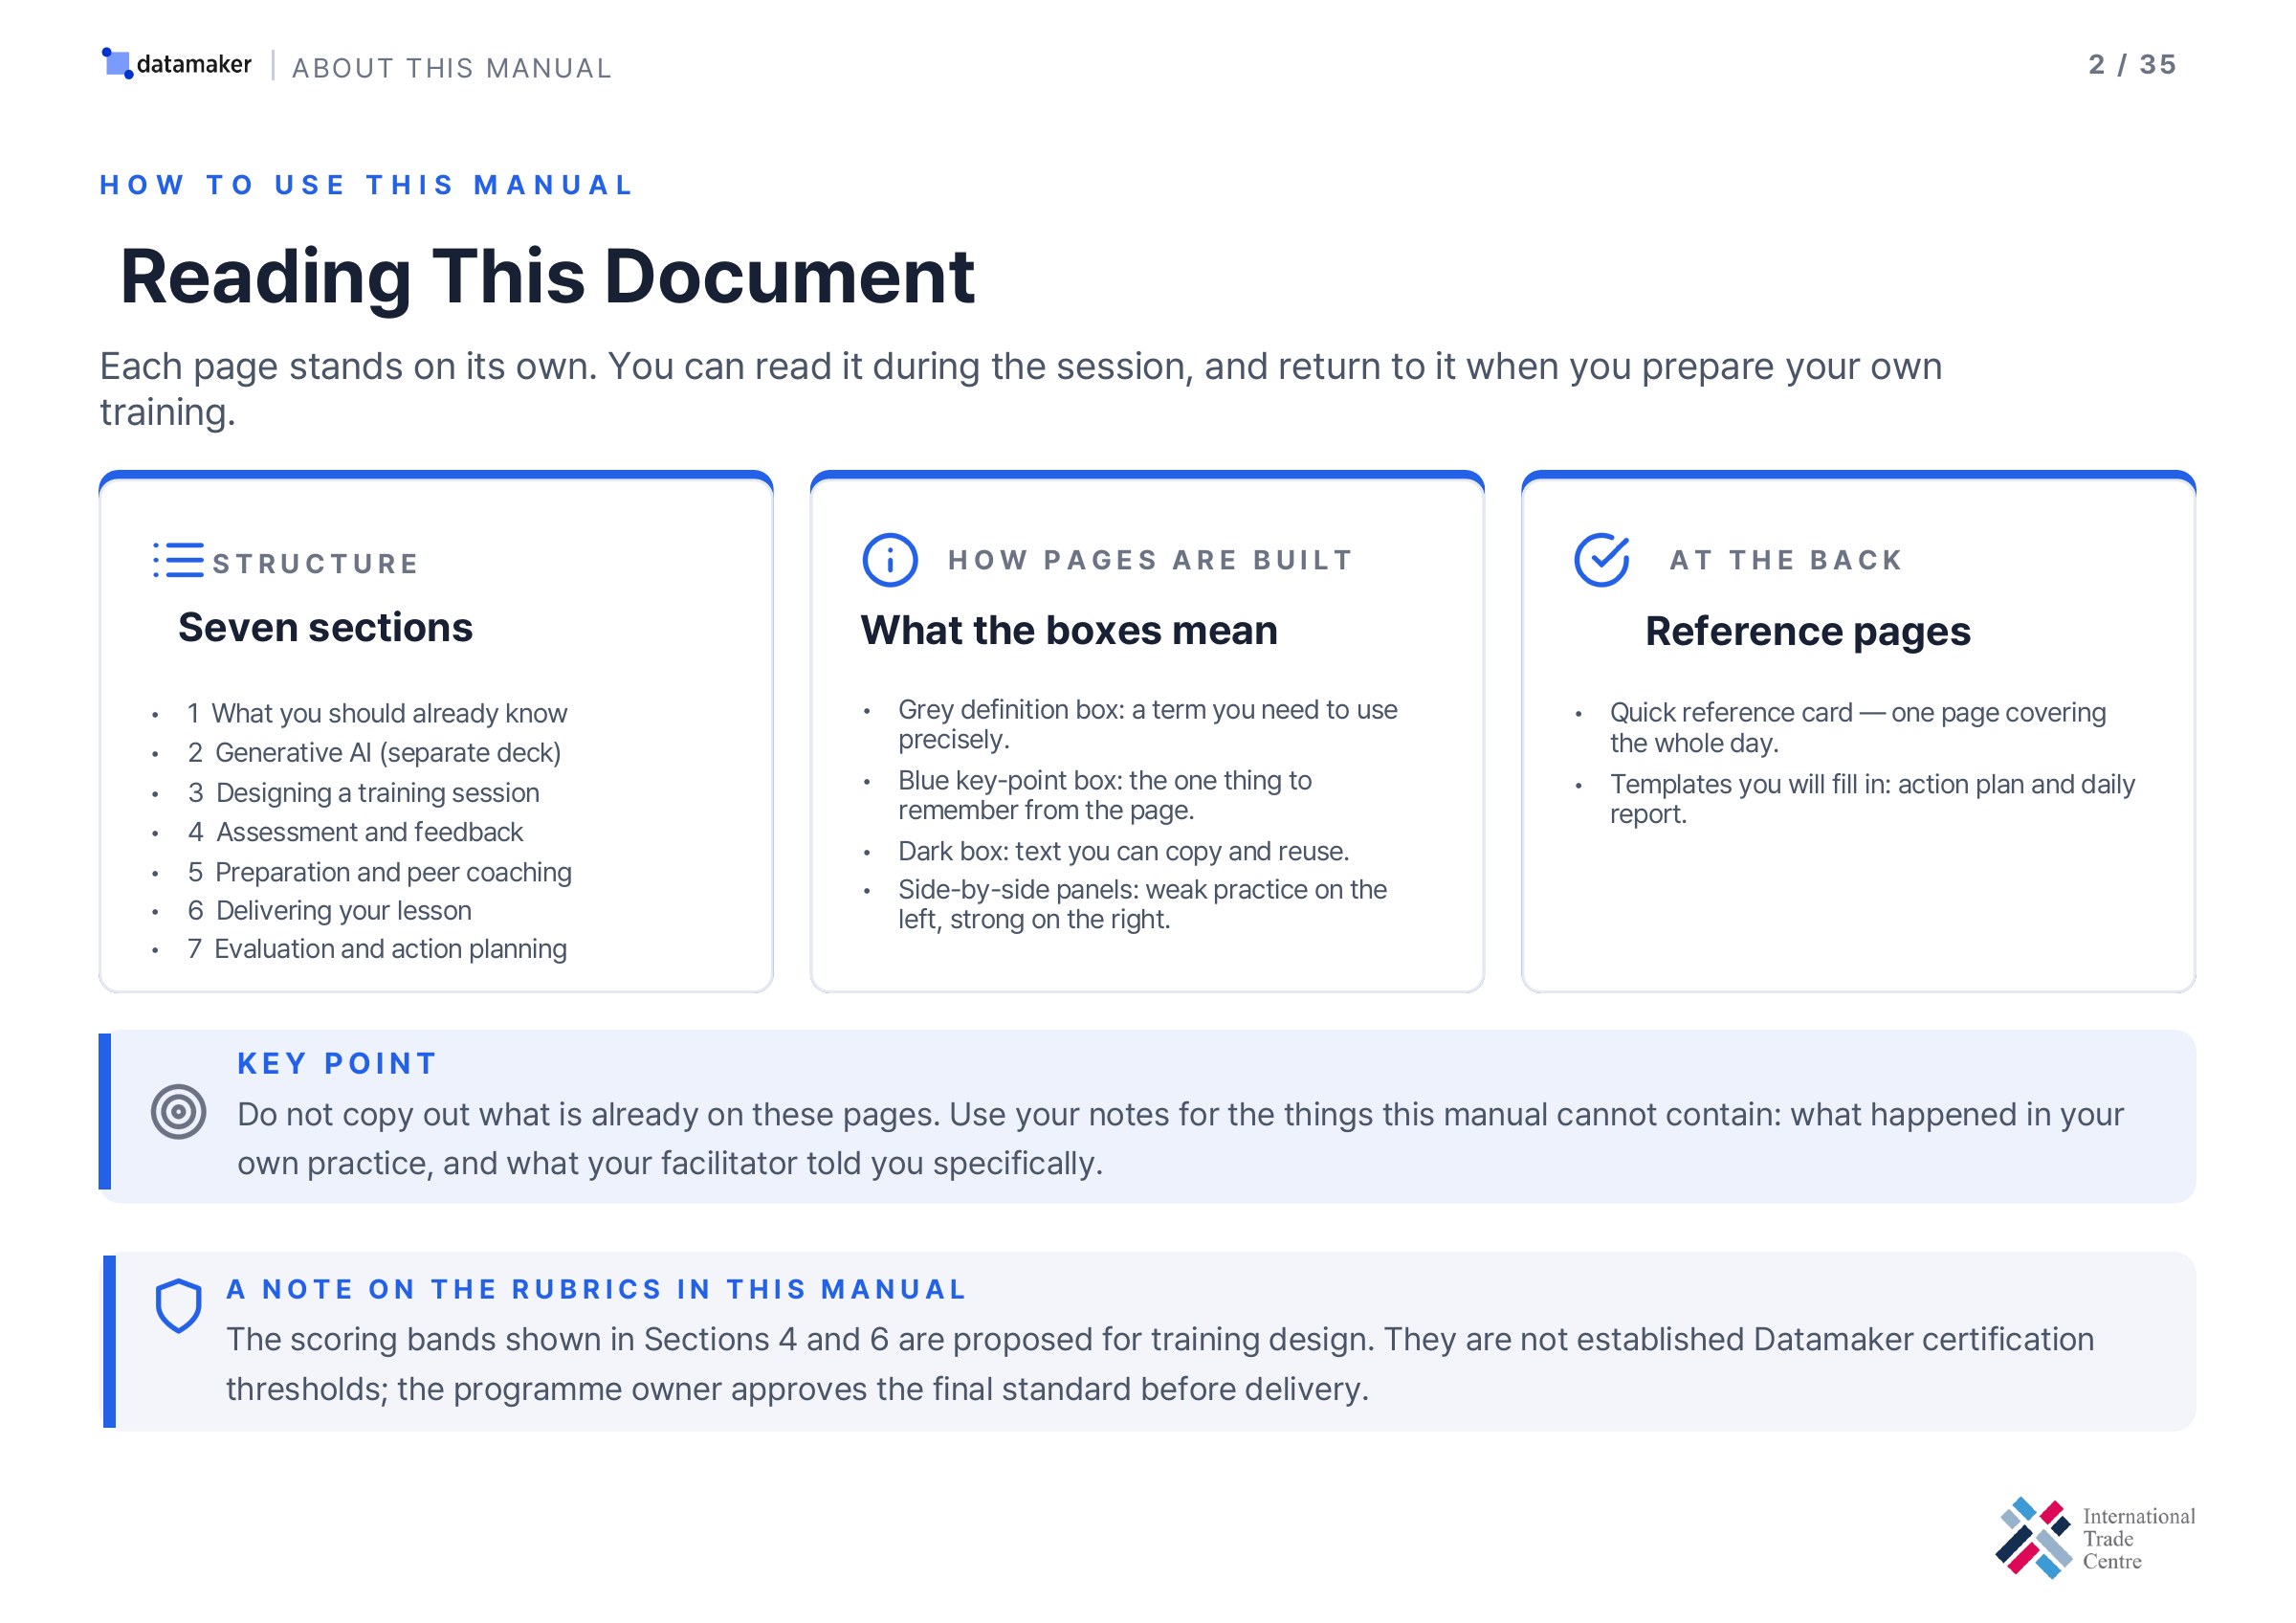 datamaker
ABOUT THIS MANUAL
2 / 35
HOW TO USE THIS MANUAL
Reading This Document
Each page stands on its own. You can read it during the session, and return to it when you prepare your own
training.
STRUCTURE
Seven sections
• 1 What you should already know
• 2 Generative AI (separate deck)
• 3 Designing a training session
• 4 Assessment and feedback
• 5 Preparation and peer coaching
• 6 Delivering your lesson
• 7 Evaluation and action planning
HOW PAGES ARE BUILT
What the boxes mean
• Grey definition box: a term you need to use
precisely.
• Blue key-point box: the one thing to
remember from the page.
• Dark box: text you can copy and reuse.
• Side-by-side panels: weak practice on the
left, strong on the right.
AT THE BACK
Reference pages
• Quick reference card — one page covering
the whole day.
• Templates you will fill in: action plan and daily
report.
KEY POINT
Do not copy out what is already on these pages. Use your notes for the things this manual cannot contain: what happened in your
own practice, and what your facilitator told you specifically.
A NOTE ON THE RUBRICS IN THIS MANUAL
The scoring bands shown in Sections 4 and 6 are proposed for training design. They are not established Datamaker certification
thresholds; the programme owner approves the final standard before delivery.
International
Trade
Centre